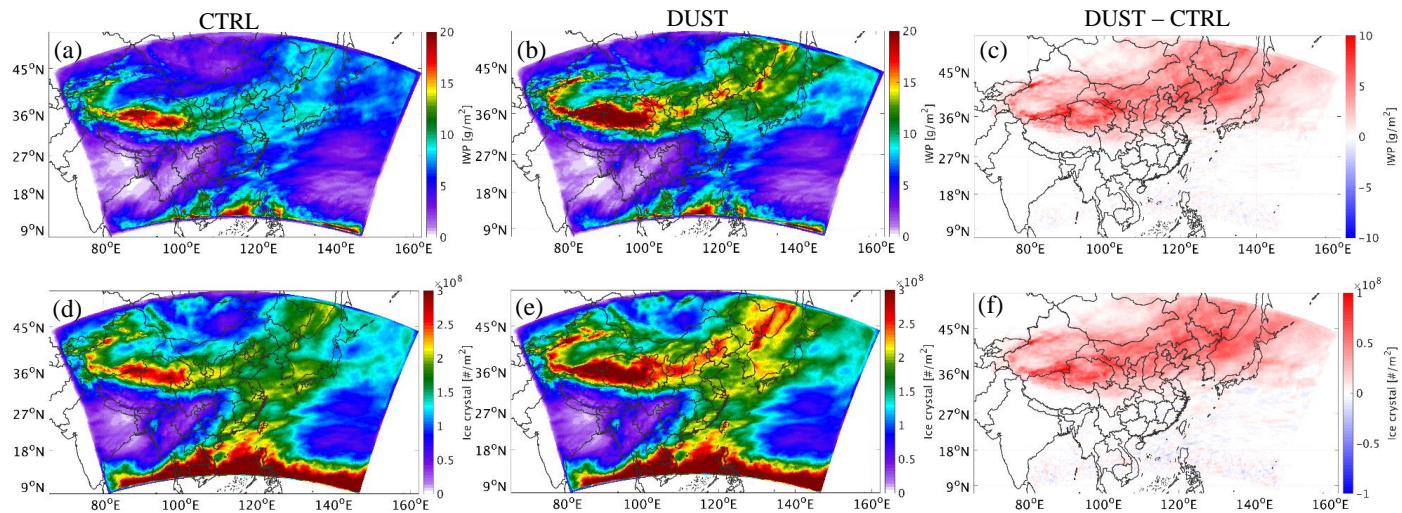 CTRL
DUST
DUST – CTRL
(a)
45°N
36°N
27°N
18°N
9°N
80°E
100°E
120°E
140°E
160°E
20
15
10
5
0
IWP [g/m²]
(b)
45°N
36°N
27°N
18°N
9°N
80°E
100°E
120°E
140°E
160°E
20
15
10
5
0
IWP [g/m²]
(c)
45°N
36°N
27°N
18°N
9°N
80°E
100°E
120°E
140°E
160°E
10
5
0
-5
-10
IWP [g/m²]
(d)
45°N
36°N
27°N
18°N
9°N
80°E
100°E
120°E
140°E
160°E
×10⁸
3
2.5
2
1.5
1
0.5
0
Ice crystal [#/m²]
(e)
45°N
36°N
27°N
18°N
9°N
80°E
100°E
120°E
140°E
160°E
×10⁸
3
2.5
2
1.5
1
0.5
0
Ice crystal [#/m²]
(f)
45°N
36°N
27°N
18°N
9°N
80°E
100°E
120°E
140°E
160°E
×10⁸
1
0.5
0
-0.5
-1
Ice crystal [#/m²]